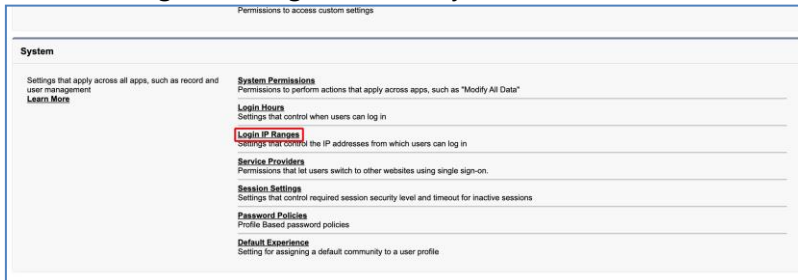 Permissions to access custom settings
System
Settings that apply across all apps, such as record and
user management
Learn More
System Permissions
Permissions to perform actions that apply across apps, such as "Modify All Data"
Login Hours
Settings that control when users can log in
Login IP Ranges
Settings that control the IP addresses from which users can log in
Service Providers
Permissions that let users switch to other websites using single sign-on.
Session Settings
Settings that control required session security level and timeout for inactive sessions
Password Policies
Profile Based password policies
Default Experience
Setting for assigning a default community to a user profile